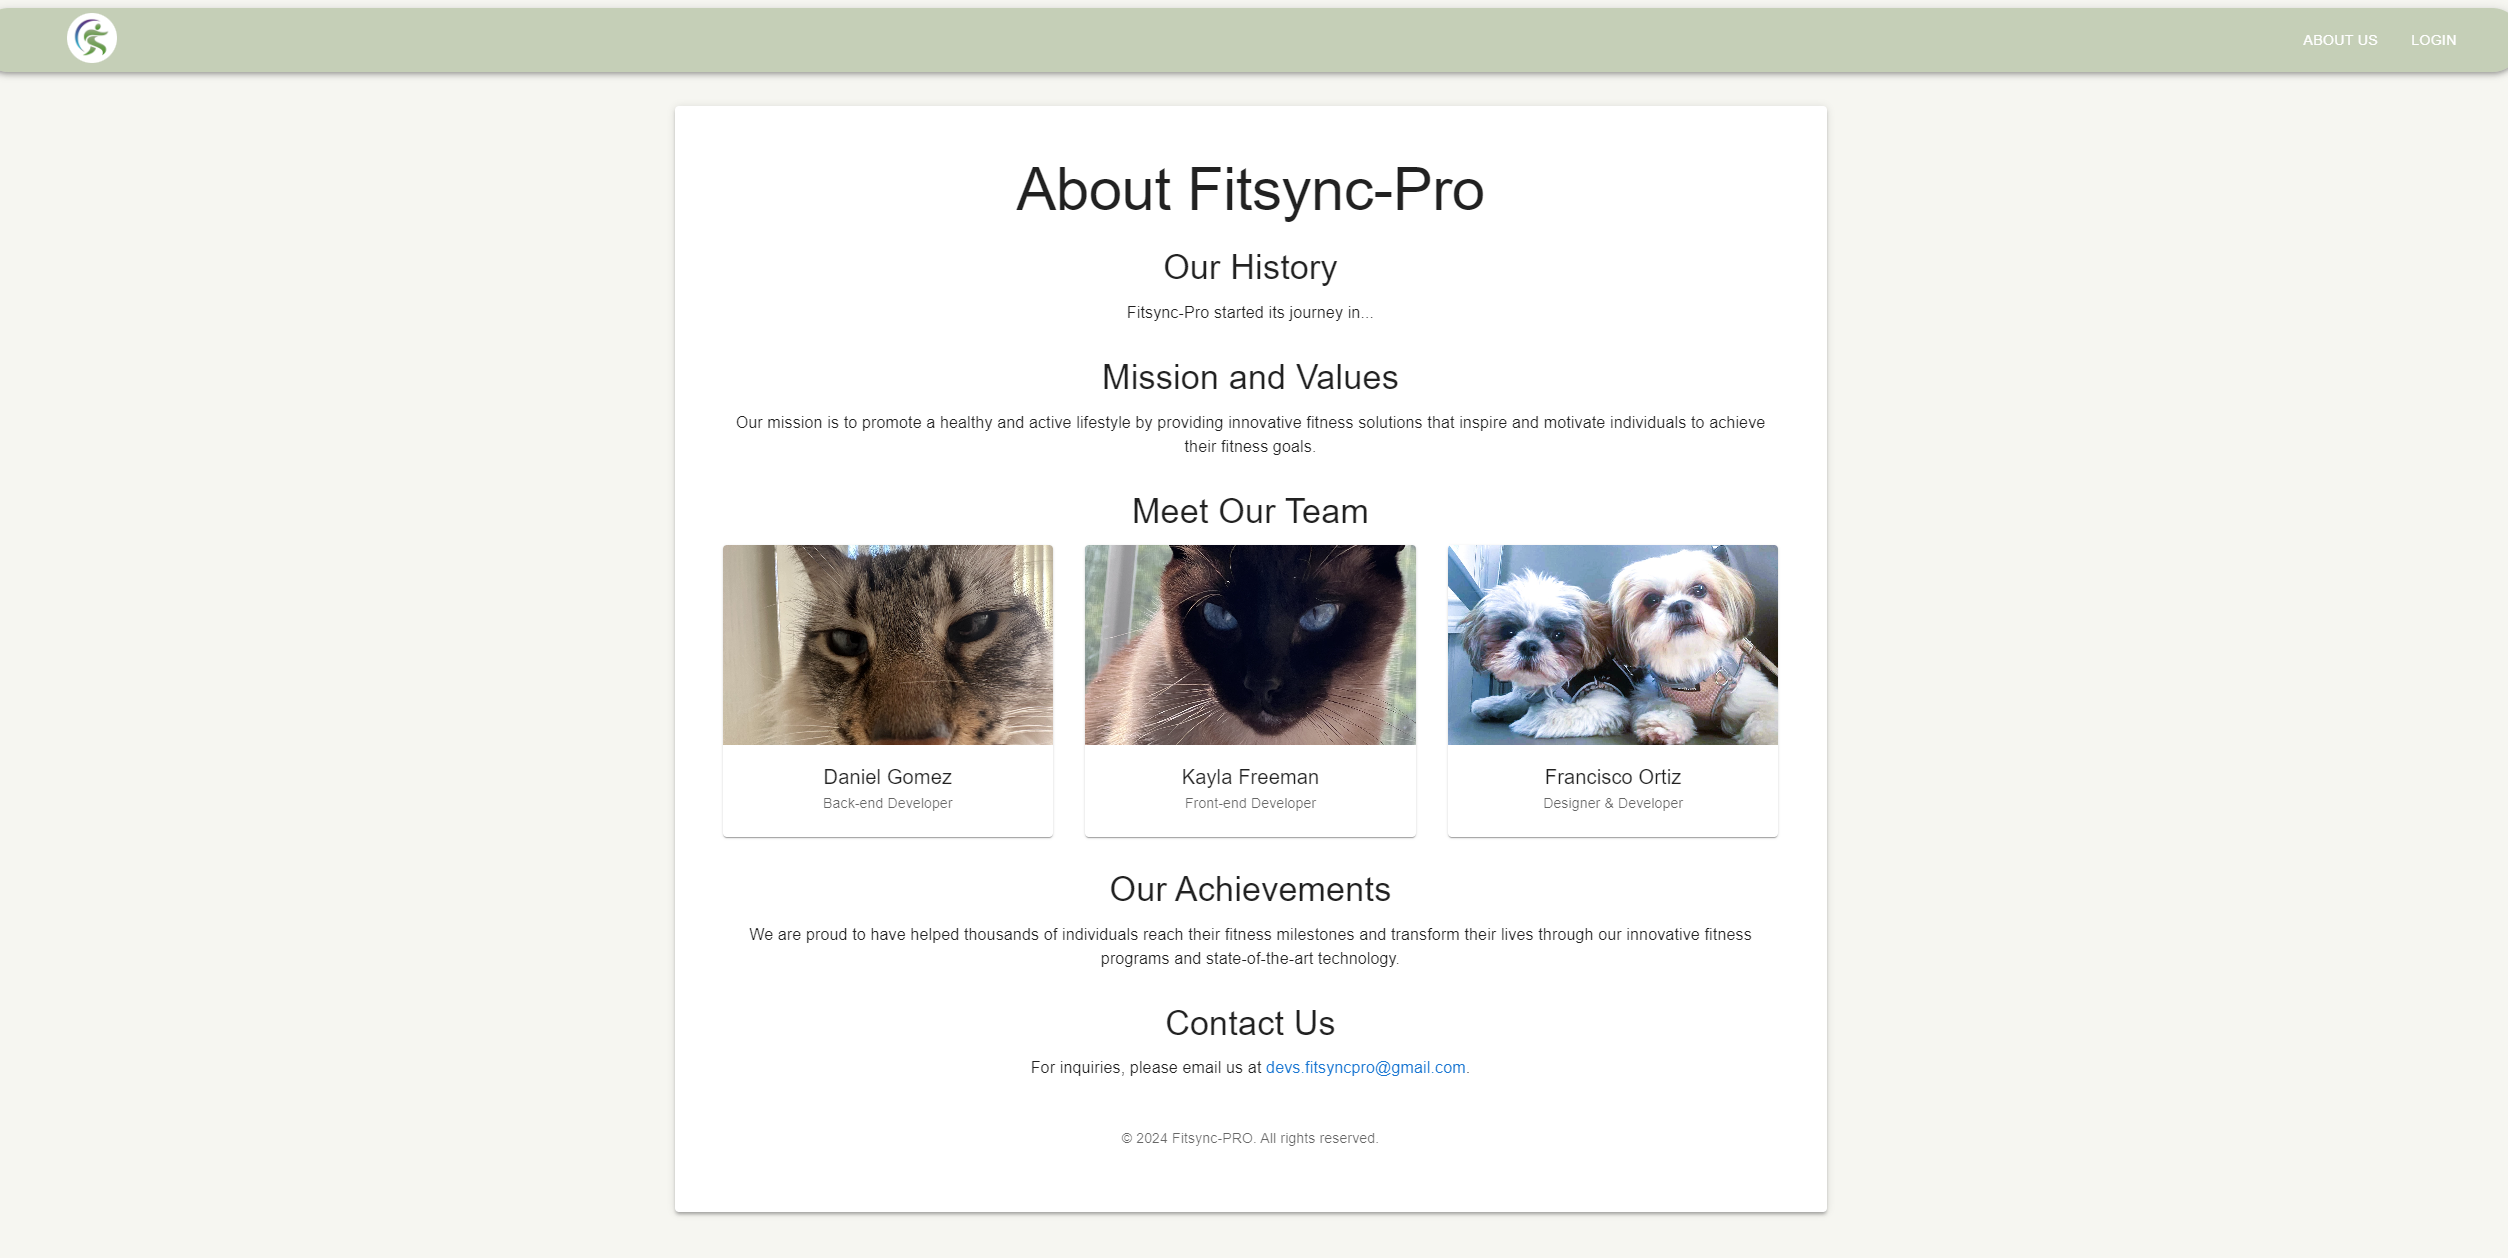 ABOUT US LOGIN
About Fitsync-Pro
Our History
Fitsync-Pro started its journey in...
Mission and Values
Our mission is to promote a healthy and active lifestyle by providing innovative fitness solutions that inspire and motivate individuals to achieve
their fitness goals.
Meet Our Team
Daniel Gomez
Back-end Developer
Kayla Freeman
Front-end Developer
Francisco Ortiz
Designer & Developer
Our Achievements
We are proud to have helped thousands of individuals reach their fitness milestones and transform their lives through our innovative fitness
programs and state-of-the-art technology.
Contact Us
For inquiries, please email us at devs.fitsyncpro@gmail.com.
© 2024 Fitsync-PRO. All rights reserved.